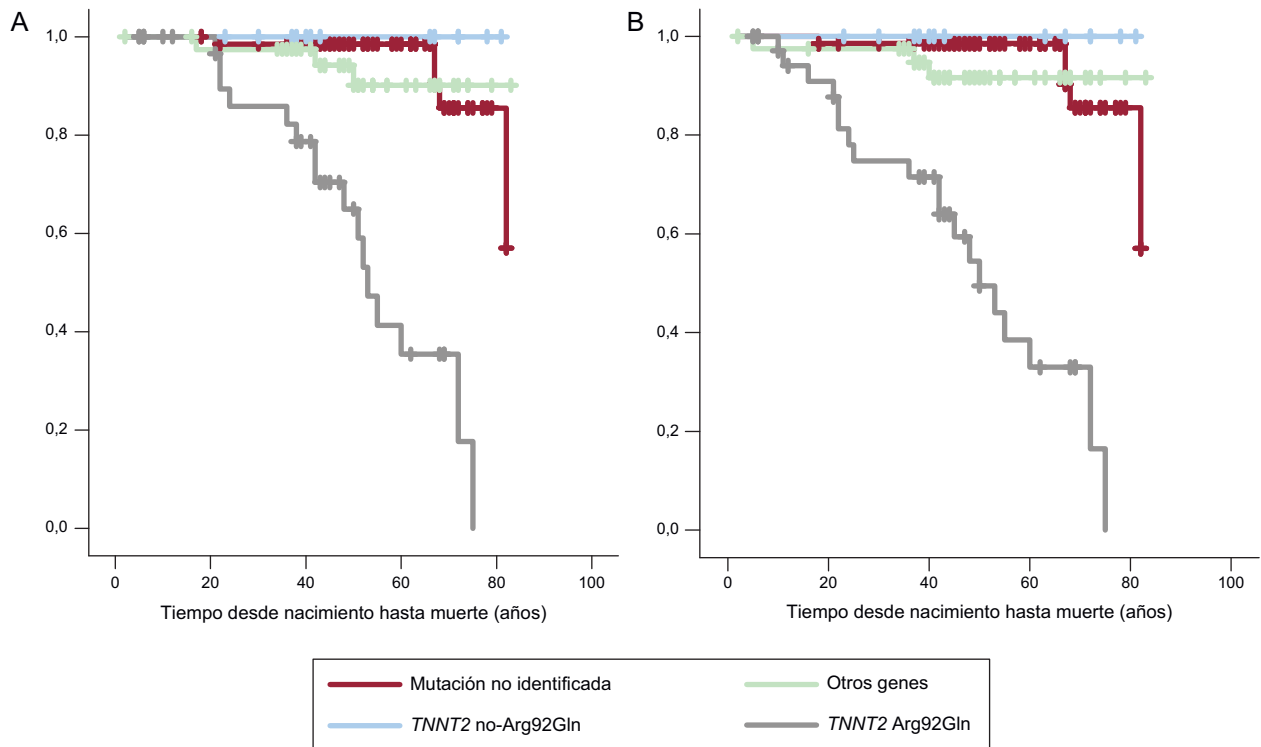 A
B
1,0
0,8
0,6
0,4
0,2
0,0
0 20 40 60 80 100
Tiempo desde nacimiento hasta muerte (años)
1,0
0,8
0,6
0,4
0,2
0,0
0 20 40 60 80 100
Tiempo desde nacimiento hasta muerte (años)
Mutación no identificada
Otros genes
TNNT2 no-Arg92Gln
TNNT2 Arg92Gln